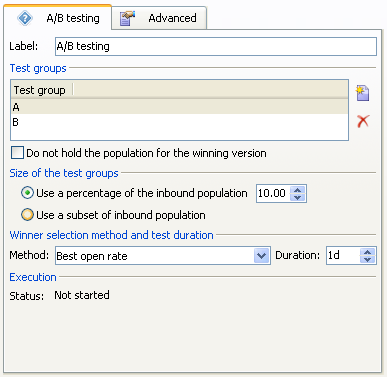 A/B testing Advanced
Label: A/B testing
Test groups
Test group
A
B
Do not hold the population for the winning version
Size of the test groups
Use a percentage of the inbound population 10.00
Use a subset of inbound population
Winner selection method and test duration
Method: Best open rate Duration: 1d
Execution
Status: Not started